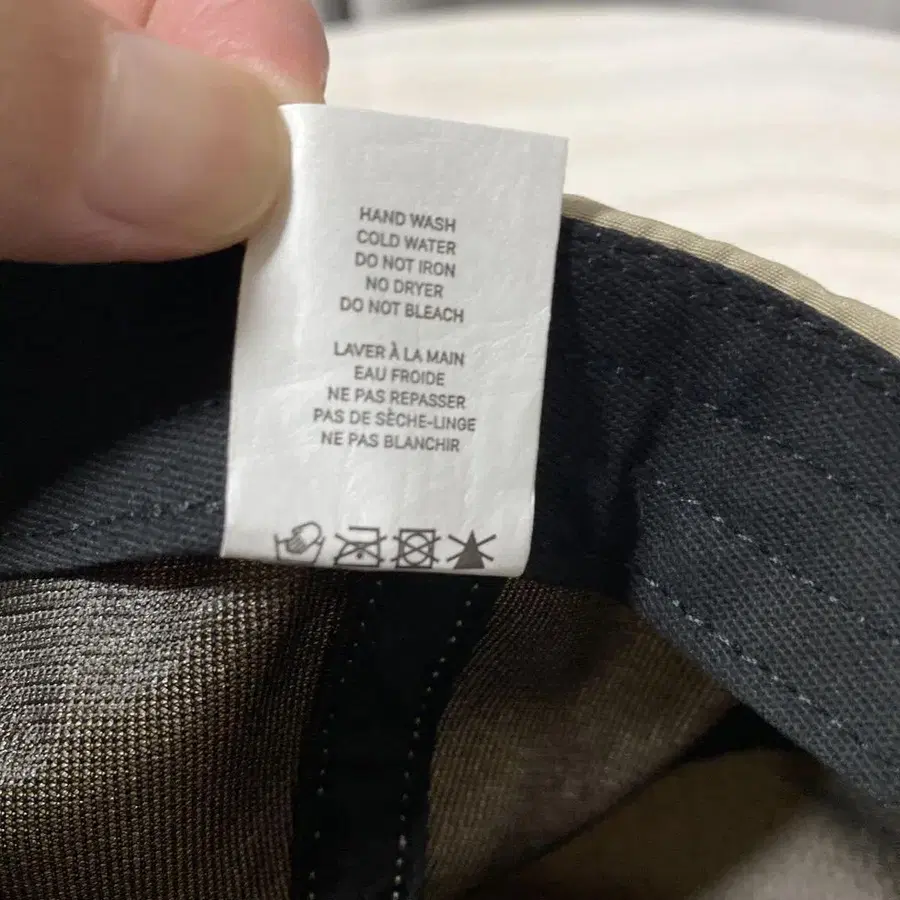 HAND WASH
COLD WATER
DO NOT IRON
NO DRYER
DO NOT BLEACH
LAVER À LA MAIN
EAU FROIDE
NE PAS REPASSER
PAS DE SÈCHE-LINGE
NE PAS BLANCHIR